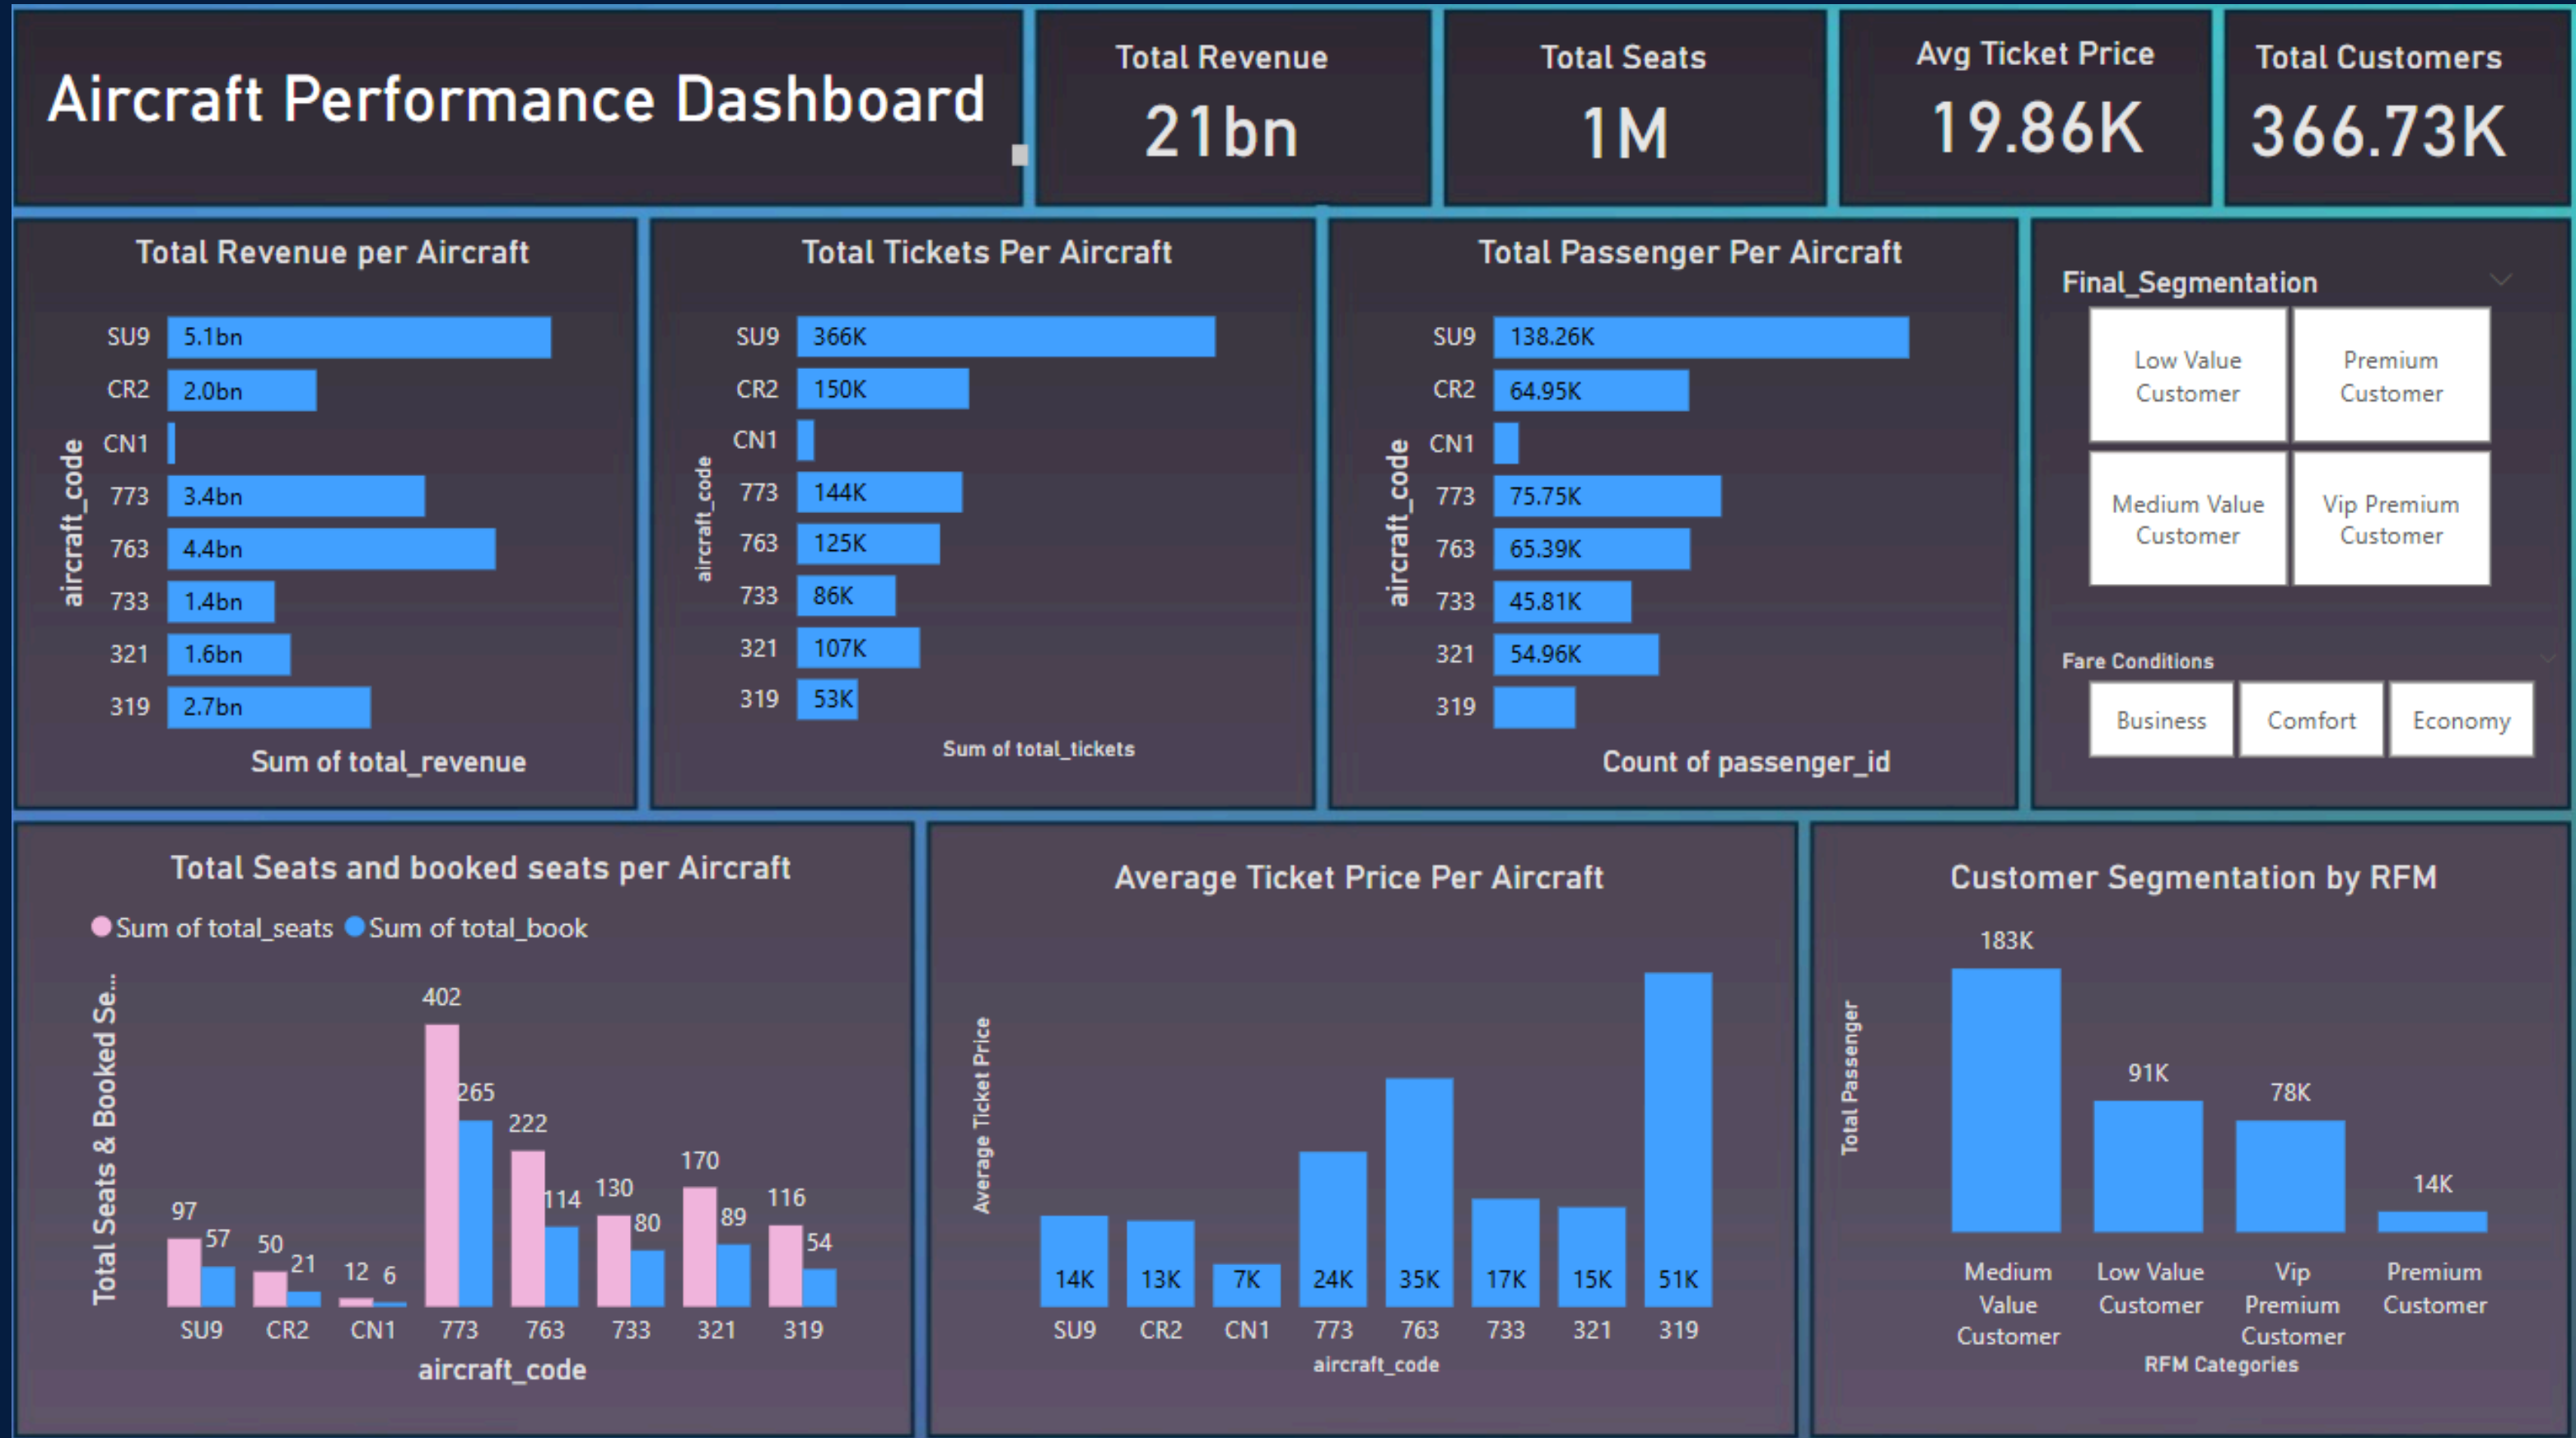 Aircraft Performance Dashboard
Total Revenue
21bn
Total Seats
1M
Avg Ticket Price
19.86K
Total Customers
366.73K
Total Revenue per Aircraft
aircraft_code
SU9 5.1bn
CR2 2.0bn
CN1
773 3.4bn
763 4.4bn
733 1.4bn
321 1.6bn
319 2.7bn
Sum of total_revenue
Total Tickets Per Aircraft
aircraft_code
SU9 366K
CR2 150K
CN1
773 144K
763 125K
733 86K
321 107K
319 53K
Sum of total_tickets
Total Passenger Per Aircraft
aircraft_code
SU9 138.26K
CR2 64.95K
CN1
773 75.75K
763 65.39K
733 45.81K
321 54.96K
319
Count of passenger_id
Final_Segmentation
Low Value
Customer
Premium
Customer
Medium Value
Customer
Vip Premium
Customer
Fare Conditions
Business Comfort Economy
Total Seats and booked seats per Aircraft
Sum of total_seats Sum of total_book
Total Seats & Booked Se...
97 57 50 21 12 6 402 265 222 114 130 80 170 89 116 54
SU9 CR2 CN1 773 763 733 321 319
aircraft_code
Average Ticket Price Per Aircraft
Average Ticket Price
14K 13K 7K 24K 35K 17K 15K 51K
SU9 CR2 CN1 773 763 733 321 319
aircraft_code
Customer Segmentation by RFM
Total Passenger
183K 91K 78K 14K
Medium
Value
Customer
Low Value
Customer
Vip
Premium
Customer
Premium
Customer
RFM Categories